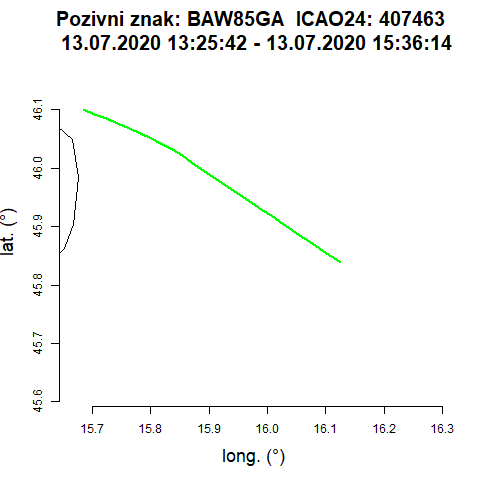 Pozivni znak: BAW85GA  ICAO24: 407463
13.07.2020 13:25:42 - 13.07.2020 15:36:14
46.1
46.0
45.9
45.8
45.7
45.6
lat. (°)
15.7 15.8 15.9 16.0 16.1 16.2 16.3
long. (°)